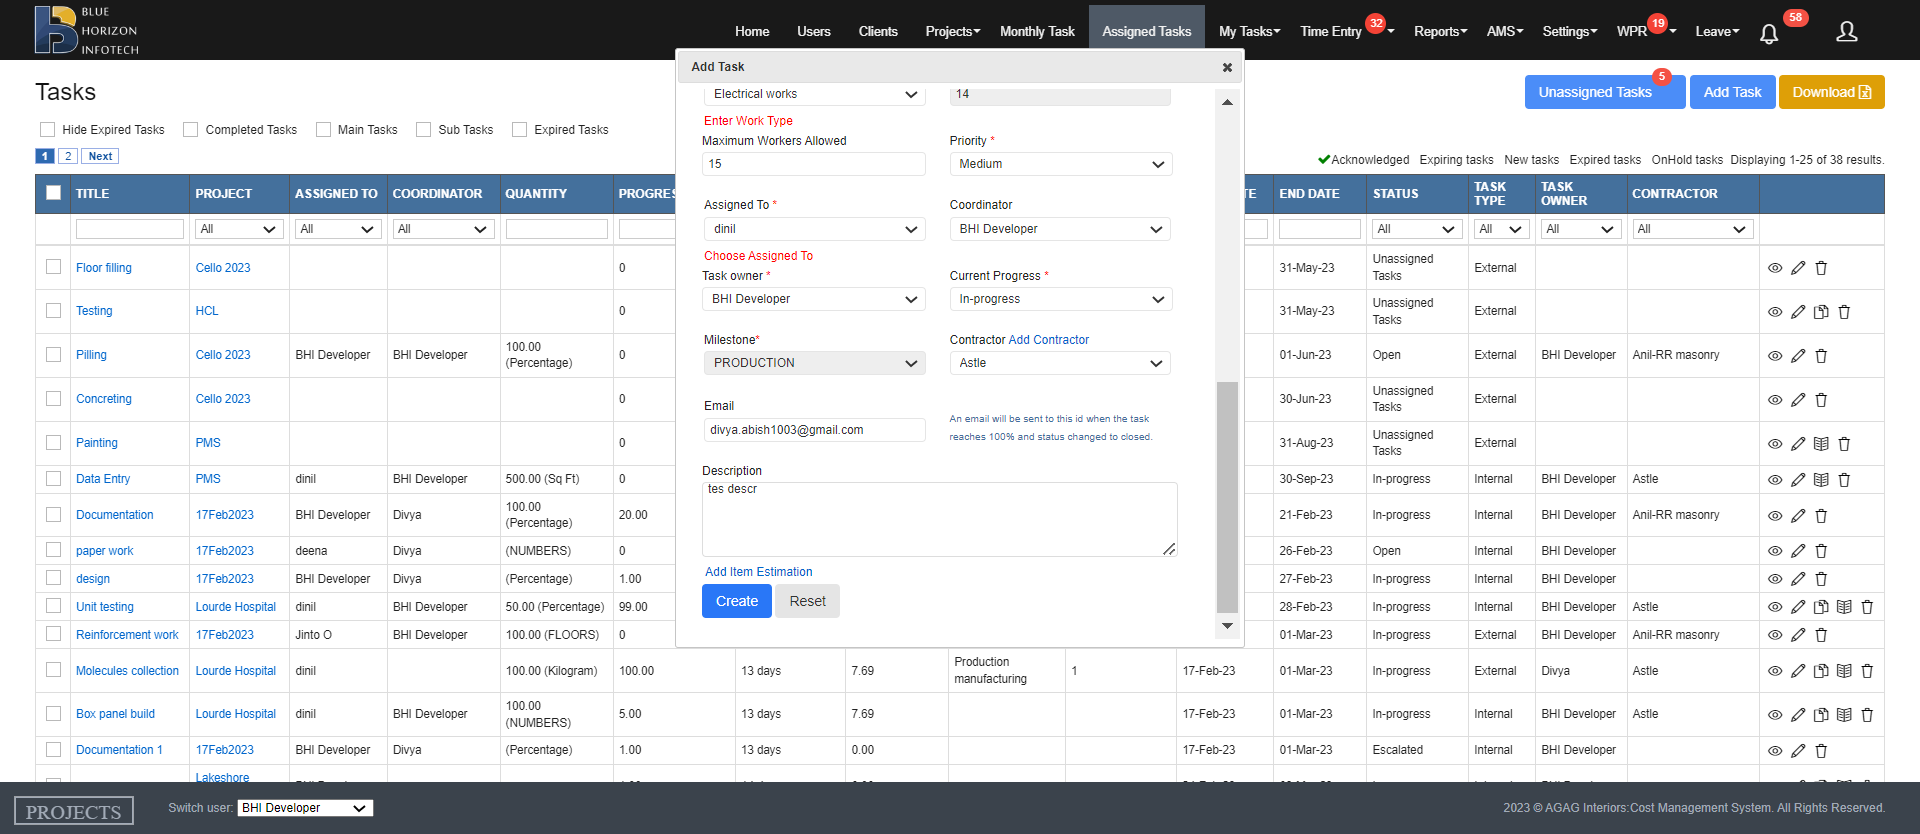 BLUE
HORIZON
INFOTECH
Home Users Clients Projects Monthly Task Assigned Tasks My Tasks Time Entry 32 Reports AMS Settings WPR 19 Leave 58
Add Task
Tasks
Unassigned Tasks 5 Add Task Download
Hide Expired Tasks Completed Tasks Main Tasks Sub Tasks Expired Tasks
1 2 Next
Acknowledged Expiring tasks New tasks Expired tasks OnHold tasks Displaying 1-25 of 38 results.
Electrical works 14
Enter Work Type
Maximum Workers Allowed Priority *
15 Medium
Assigned To * Coordinator
dinil BHI Developer
Choose Assigned To
Task owner * Current Progress *
BHI Developer In-progress
Milestone* Contractor Add Contractor
PRODUCTION Astle
Email
divya.abish1003@gmail.com
An email will be sent to this id when the task
reaches 100% and status changed to closed.
Description
tes descr
Add Item Estimation
Create Reset
TITLE PROJECT ASSIGNED TO COORDINATOR QUANTITY PROGRES TE END DATE STATUS TASK TYPE TASK OWNER CONTRACTOR
All All All All All All All
Floor filling Cello 2023 0 31-May-23 Unassigned Tasks External
Testing HCL 0 31-May-23 Unassigned Tasks External
Pilling Cello 2023 BHI Developer BHI Developer 100.00 (Percentage) 0 01-Jun-23 Open External BHI Developer Anil-RR masonry
Concreting Cello 2023 0 30-Jun-23 Unassigned Tasks External
Painting PMS 0 31-Aug-23 Unassigned Tasks External
Data Entry PMS dinil BHI Developer 500.00 (Sq Ft) 0 30-Sep-23 In-progress Internal BHI Developer Astle
Documentation 17Feb2023 BHI Developer Divya 100.00 (Percentage) 20.00 21-Feb-23 In-progress Internal BHI Developer Anil-RR masonry
paper work 17Feb2023 deena Divya (NUMBERS) 0 26-Feb-23 Open Internal BHI Developer
design 17Feb2023 BHI Developer Divya (Percentage) 1.00 27-Feb-23 In-progress Internal BHI Developer
Unit testing Lourde Hospital dinil BHI Developer 50.00 (Percentage) 99.00 28-Feb-23 In-progress Internal BHI Developer Astle
Reinforcement work 17Feb2023 Jinto O BHI Developer 100.00 (FLOORS) 0 01-Mar-23 In-progress External BHI Developer Anil-RR masonry
Molecules collection Lourde Hospital dinil 100.00 (Kilogram) 100.00 13 days 7.69 Production manufacturing 1 17-Feb-23 01-Mar-23 In-progress External Divya Astle
Box panel build Lourde Hospital dinil BHI Developer 100.00 (NUMBERS) 5.00 13 days 7.69 17-Feb-23 01-Mar-23 In-progress Internal BHI Developer Astle
Documentation 1 17Feb2023 BHI Developer Divya (Percentage) 1.00 13 days 0.00 17-Feb-23 01-Mar-23 Escalated Internal BHI Developer
Lakeshore
PROJECTS Switch user: BHI Developer 2023 © AGAG Interiors:Cost Management System. All Rights Reserved.